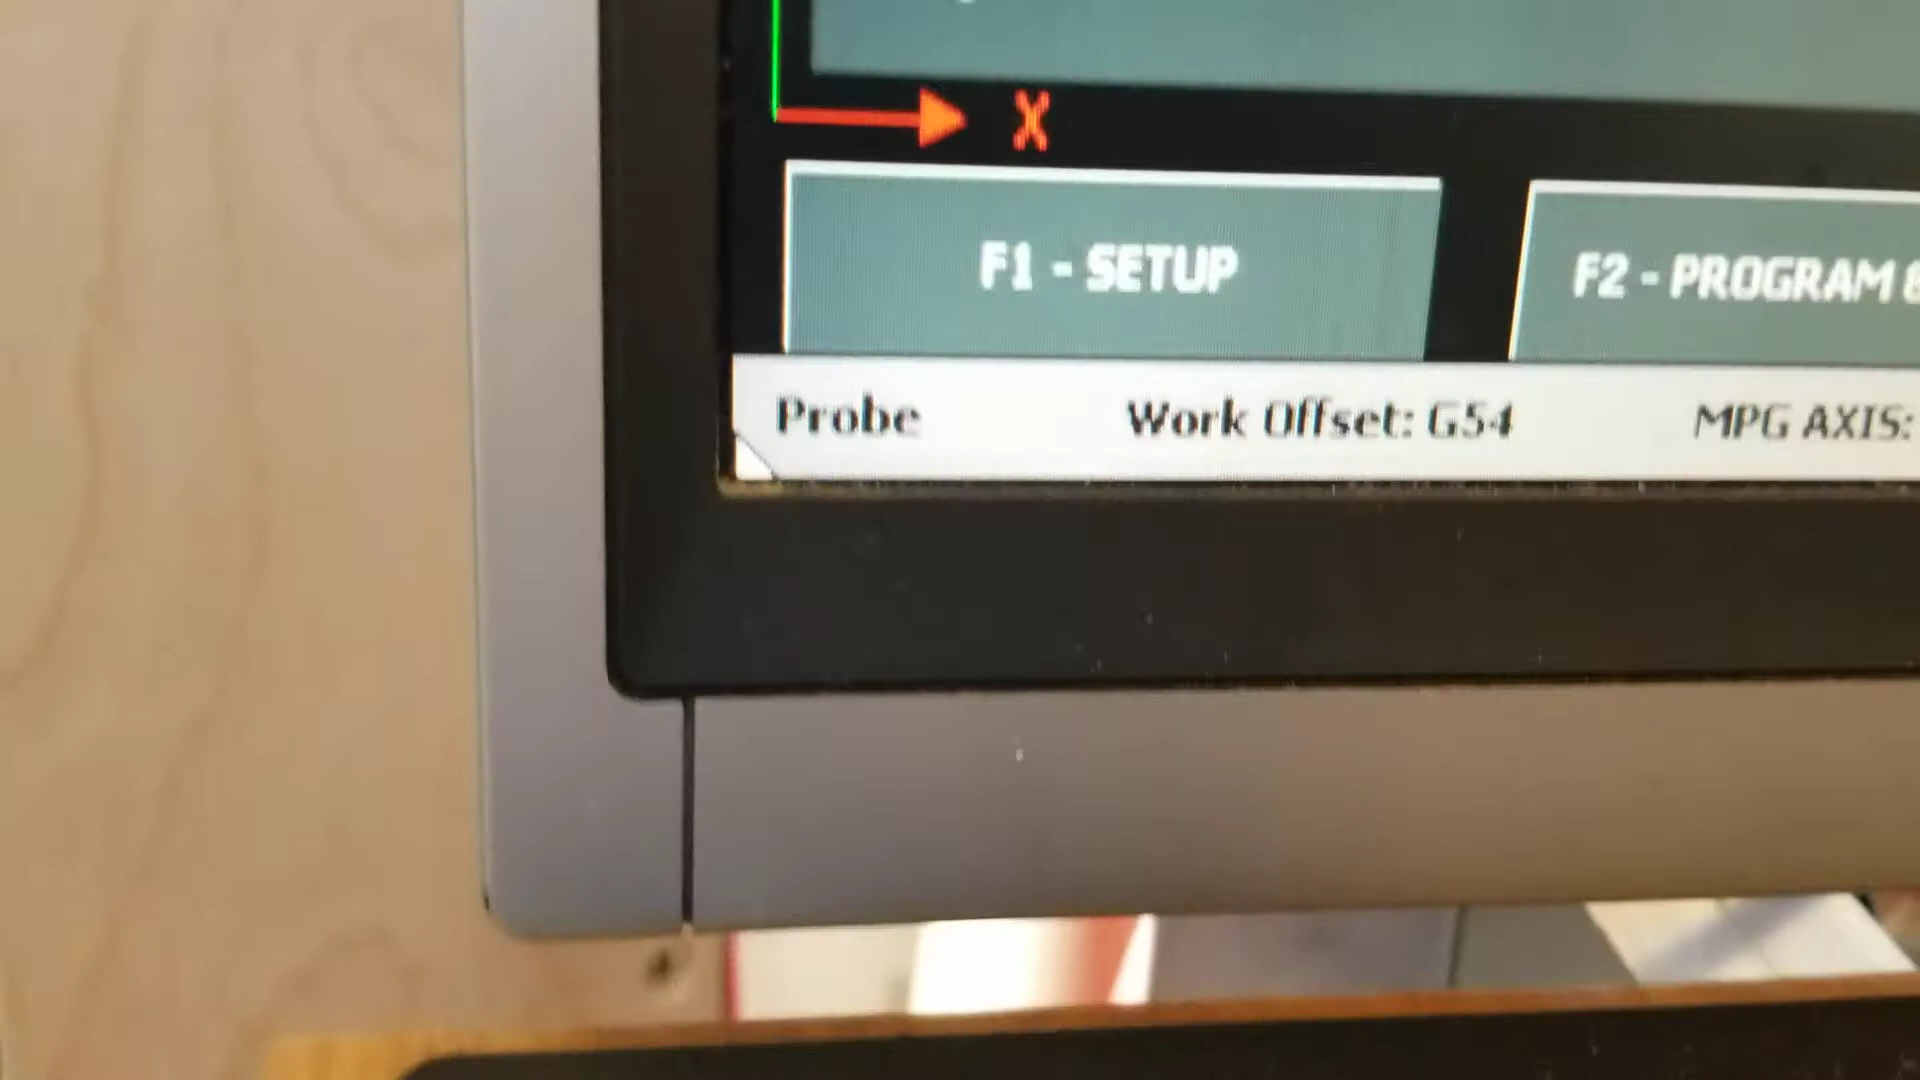 X
F1 - SETUP
F2 - PROGRAM
Probe
Work Offset: G54
MPG AXIS: